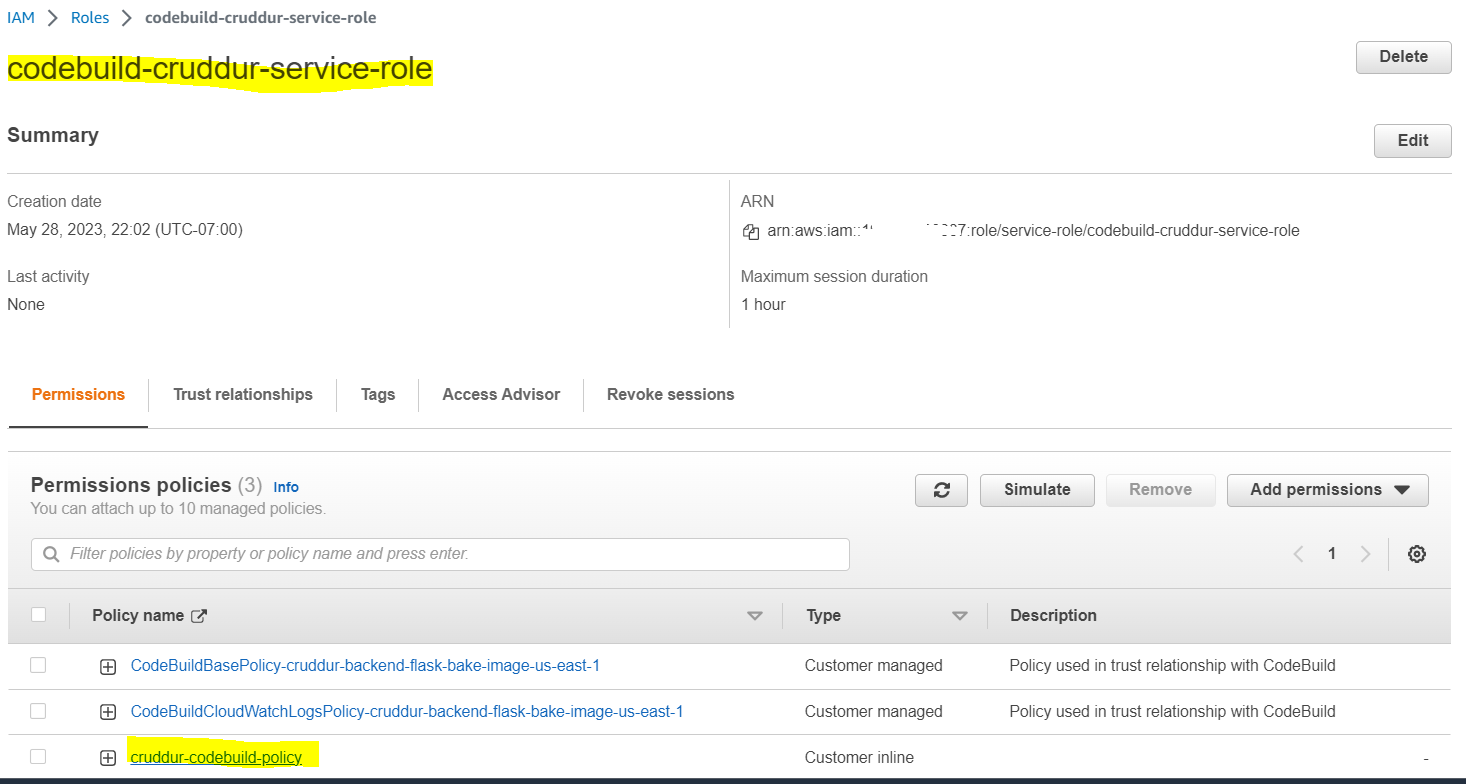 IAM > Roles > codebuild-cruddur-service-role
codebuild-cruddur-service-role
Delete
Summary
Edit
Creation date
May 28, 2023, 22:02 (UTC-07:00)
ARN
:role/service-role/codebuild-cruddur-service-role
Last activity
None
Maximum session duration
1 hour
Permissions Trust relationships Tags Access Advisor Revoke sessions
Permissions policies (3) Info
You can attach up to 10 managed policies.
Simulate Remove Add permissions
Filter policies by property or policy name and press enter.
1
Policy name Type Description
CodeBuildBasePolicy-cruddur-backend-flask-bake-image-us-east-1 Customer managed Policy used in trust relationship with CodeBuild
CodeBuildCloudWatchLogsPolicy-cruddur-backend-flask-bake-image-us-east-1 Customer managed Policy used in trust relationship with CodeBuild
cruddur-codebuild-policy Customer inline -